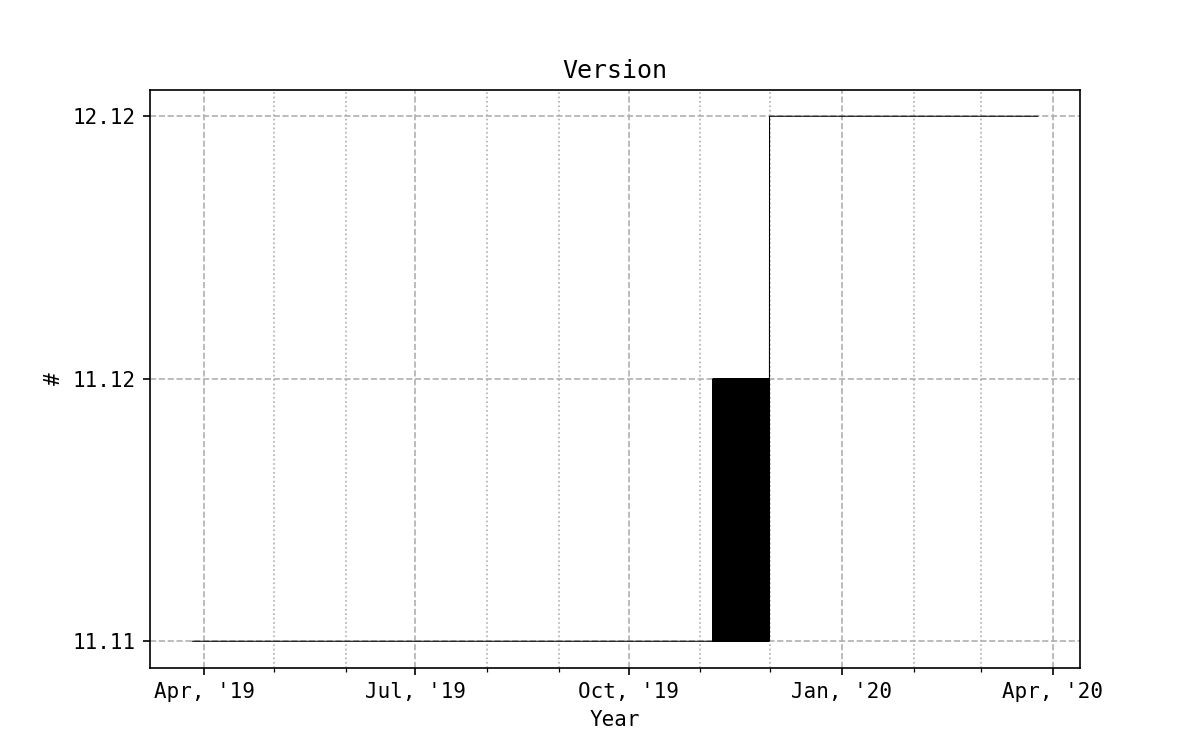 Version
12.12
# 11.12
11.11
Apr, '19 Jul, '19 Oct, '19 Jan, '20 Apr, '20
Year